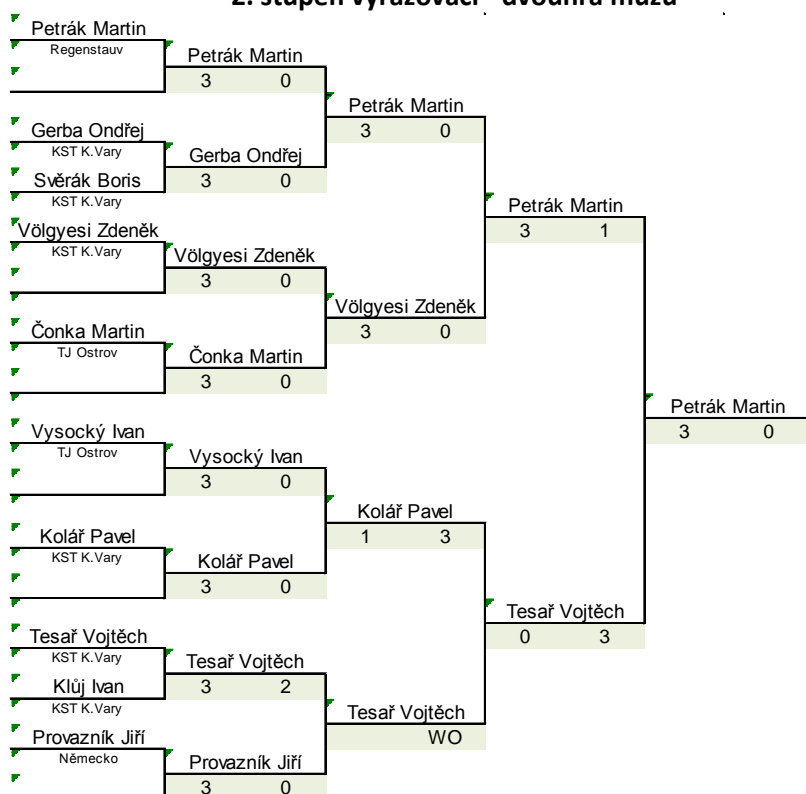 2. stupeň vyřazovací - dvouhra mužů
Petrák Martin
Regenstauv
Petrák Martin
3 0
Petrák Martin
3 0
Gerba Ondřej
KST K.Vary
Gerba Ondřej
3 0
Svěrák Boris
KST K.Vary
Petrák Martin
3 1
Völgyesi Zdeněk
KST K.Vary
Völgyesi Zdeněk
3 0
Völgyesi Zdeněk
3 0
Čonka Martin
TJ Ostrov
Čonka Martin
3 0
Petrák Martin
3 0
Vysocký Ivan
TJ Ostrov
Vysocký Ivan
3 0
Kolář Pavel
1 3
Kolář Pavel
KST K.Vary
Kolář Pavel
3 0
Tesař Vojtěch
0 3
Tesař Vojtěch
KST K.Vary
Tesař Vojtěch
3 2
Klůj Ivan
KST K.Vary
Tesař Vojtěch
WO
Provazník Jiří
Německo
Provazník Jiří
3 0